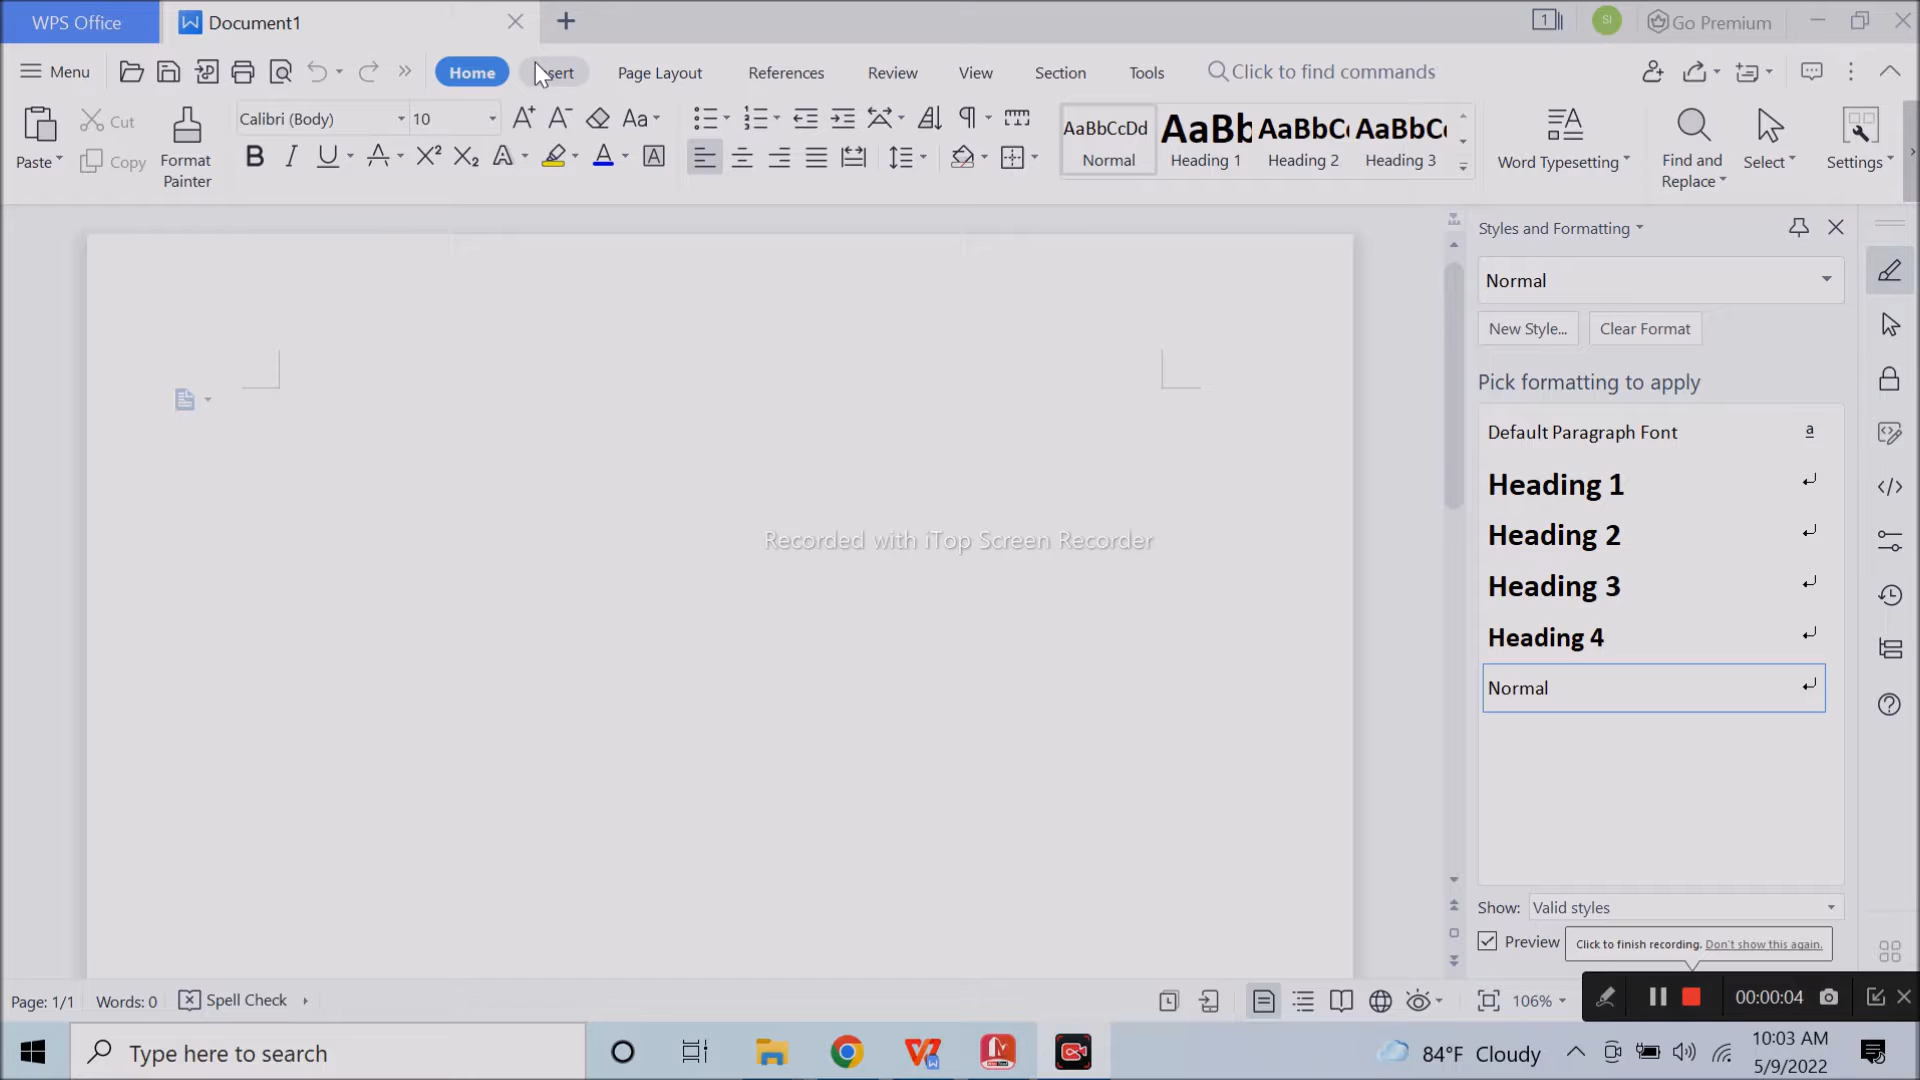 WPS Office
Document1
1
SI
Go Premium
Menu
Home
Page Layout
References
Review
View
Section
Tools
Click to find commands
Paste
Cut
Copy
Format
Painter
Calibri (Body)
10
AaBbCcDd
Normal
AaBb
Heading 1
AaBbC
Heading 2
AaBbC
Heading 3
Word Typesetting
Find and
Replace
Select
Settings
Styles and Formatting
Normal
New Style...
Clear Format
Pick formatting to apply
Default Paragraph Font
a
Heading 1
Heading 2
Heading 3
Heading 4
Normal
Recorded with iTop Screen Recorder
Show:
Valid styles
Preview
Click to finish recording. Don't show this again.
Page: 1/1
Words: 0
Spell Check
106%
00:00:04
Type here to search
84°F Cloudy
10:03 AM
5/9/2022